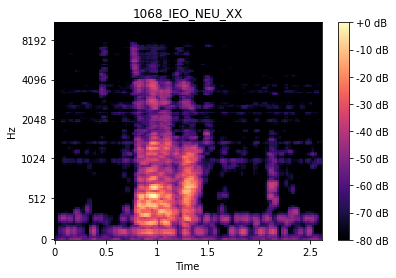 1068_IEO_NEU_XX
8192
4096
2048
1024
512
0
Hz
0 0.5 1 1.5 2 2.5
Time
+0 dB
-10 dB
-20 dB
-30 dB
-40 dB
-50 dB
-60 dB
-70 dB
-80 dB